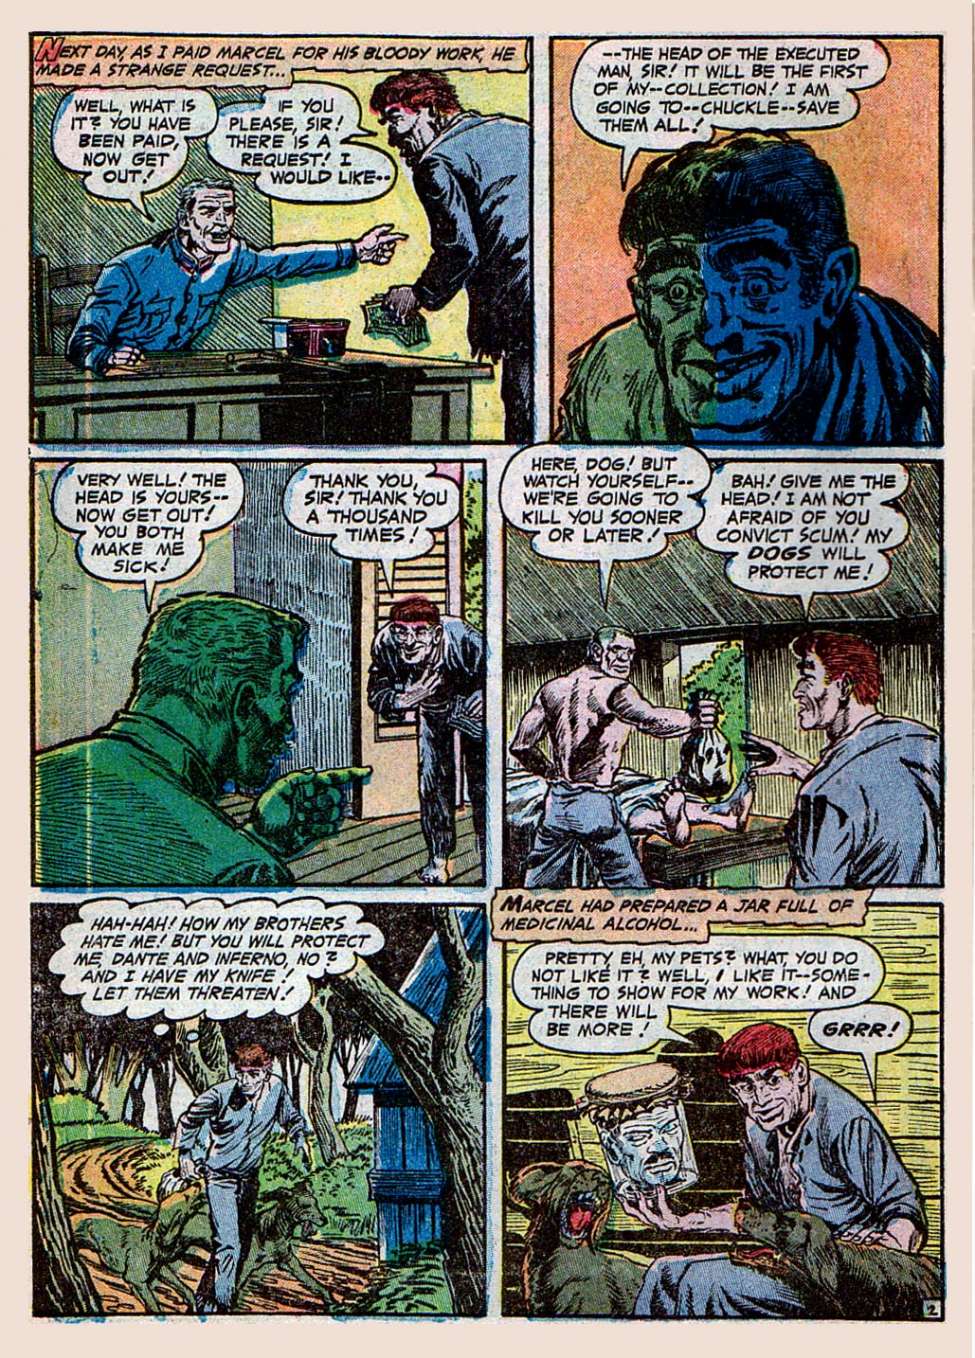 NEXT DAY, AS I PAID MARCEL FOR HIS BLOODY WORK, HE
MADE A STRANGE REQUEST...
WELL, WHAT IS
IT? YOU HAVE
BEEN PAID,
NOW GET
OUT!
IF YOU
PLEASE, SIR!
THERE IS A
REQUEST! I
WOULD LIKE--
--THE HEAD OF THE EXECUTED
MAN, SIR! IT WILL BE THE FIRST
OF MY--COLLECTION! I AM
GOING TO--CHUCKLE--SAVE
THEM ALL!
VERY WELL! THE
HEAD IS YOURS--
NOW GET OUT!
YOU BOTH
MAKE ME
SICK!
THANK YOU,
SIR! THANK YOU
A THOUSAND
TIMES!
HERE, DOG! BUT
WATCH YOURSELF--
WE'RE GOING TO
KILL YOU SOONER
OR LATER!
BAH! GIVE ME THE
HEAD! I AM NOT
AFRAID OF YOU
CONVICT SCUM! MY
DOGS WILL
PROTECT ME!
HAH-HAH! HOW MY BROTHERS
HATE ME! BUT YOU WILL PROTECT
ME, DANTE AND INFERNO, NO?
AND I HAVE MY KNIFE!
LET THEM THREATEN!
MARCEL HAD PREPARED A JAR FULL OF
MEDICINAL ALCOHOL...
PRETTY, EH, MY PETS? WHAT, YOU DO
NOT LIKE IT? WELL, I LIKE IT--SOME-
THING TO SHOW FOR MY WORK! AND
THERE WILL
BE MORE!
GRRR!
2